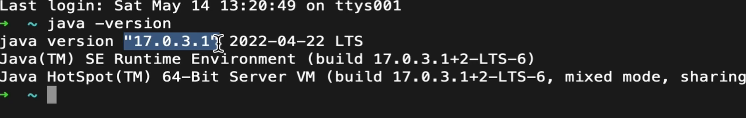 Last login: Sat May 14 13:20:49 on ttys001
➜ ~ java -version
java version "17.0.3.1" 2022-04-22 LTS
Java(TM) SE Runtime Environment (build 17.0.3.1+2-LTS-6)
Java HotSpot(TM) 64-Bit Server VM (build 17.0.3.1+2-LTS-6, mixed mode, sharing
➜ ~